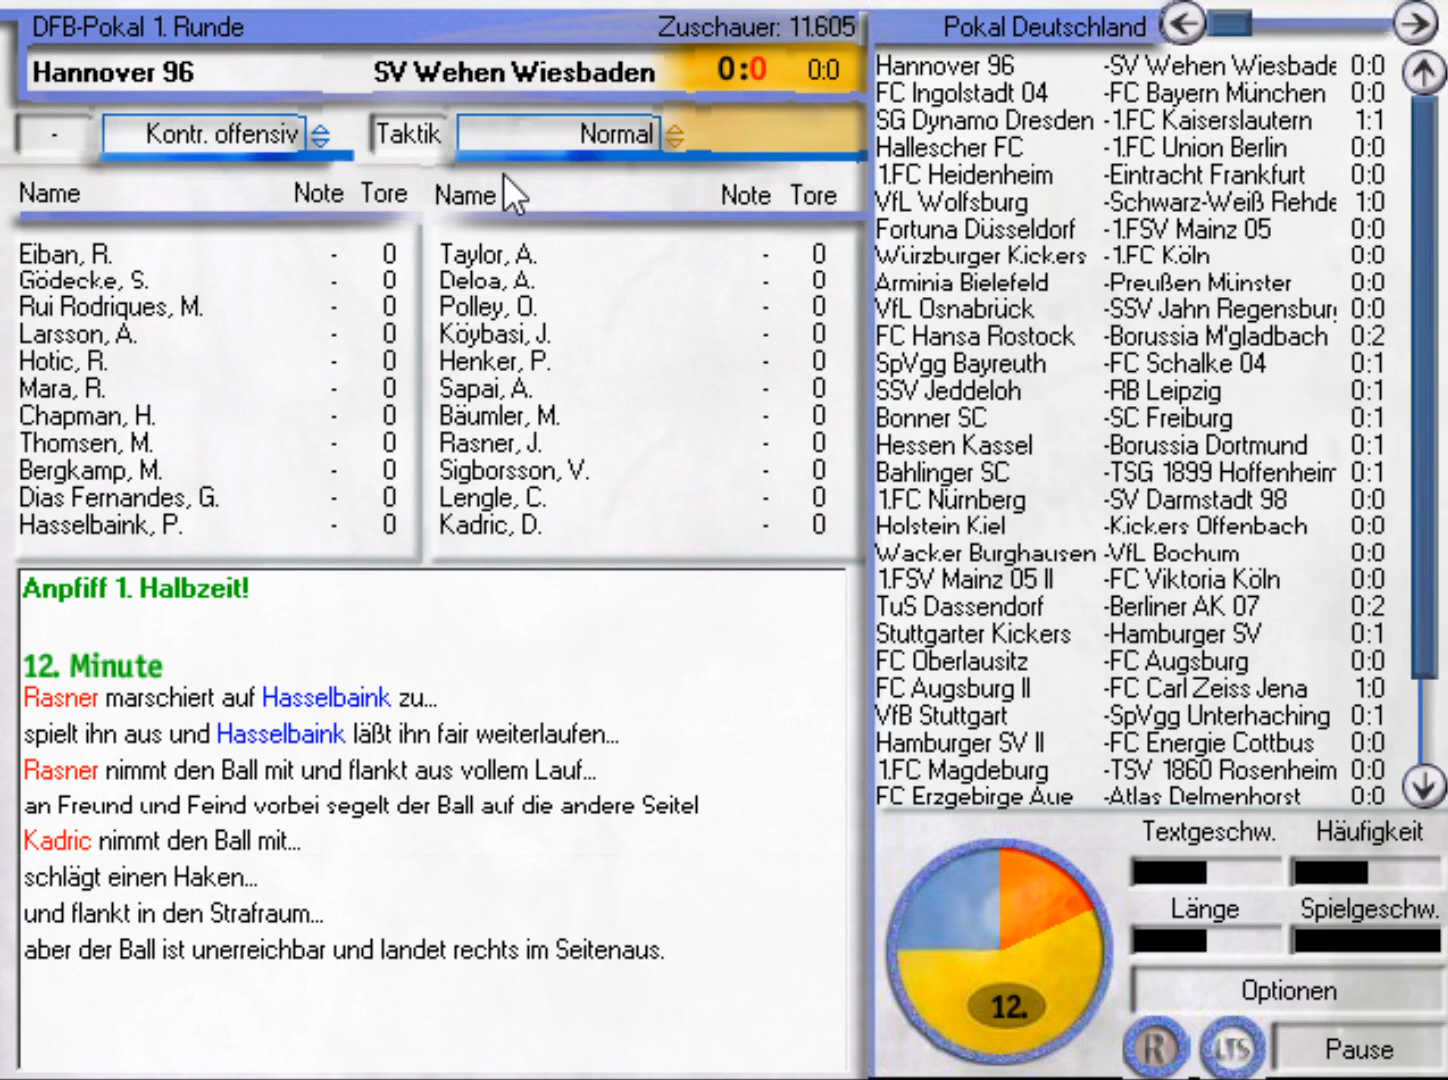 DFB-Pokal 1. Runde Zuschauer: 11.605
Hannover 96 SV Wehen Wiesbaden 0:0 0:0
- Kontr. offensiv Taktik Normal
Name Note Tore Name Note Tore
Eiban, R. - 0 Taylor, A. - 0
Gödecke, S. - 0 Deloa, A. - 0
Rui Rodriques, M. - 0 Polley, O. - 0
Larsson, A. - 0 Köybasi, J. - 0
Hotic, R. - 0 Henker, P. - 0
Mara, R. - 0 Sapai, A. - 0
Chapman, H. - 0 Bäumler, M. - 0
Thomsen, M. - 0 Rasner, J. - 0
Bergkamp, M. - 0 Sigborsson, V. - 0
Dias Fernandes, G. - 0 Lengle, C. - 0
Hasselbaink, P. - 0 Kadric, D. - 0
Anpfiff 1. Halbzeit!
12. Minute
Rasner marschiert auf Hasselbaink zu...
spielt ihn aus und Hasselbaink läßt ihn fair weiterlaufen...
Rasner nimmt den Ball mit und flankt aus vollem Lauf...
an Freund und Feind vorbei segelt der Ball auf die andere Seite!
Kadric nimmt den Ball mit...
schlägt einen Haken...
und flankt in den Strafraum...
aber der Ball ist unerreichbar und landet rechts im Seitenaus.
Pokal Deutschland
Hannover 96 -SV Wehen Wiesbade 0:0
FC Ingolstadt 04 -FC Bayern München 0:0
SG Dynamo Dresden -1.FC Kaiserslautern 1:1
Hallescher FC -1.FC Union Berlin 0:0
1.FC Heidenheim -Eintracht Frankfurt 0:0
VfL Wolfsburg -Schwarz-Weiß Rehde 1:0
Fortuna Düsseldorf -1.FSV Mainz 05 0:0
Würzburger Kickers -1.FC Köln 0:0
Arminia Bielefeld -Preußen Münster 0:0
VfL Osnabrück -SSV Jahn Regensburg 0:0
FC Hansa Rostock -Borussia M'gladbach 0:2
SpVgg Bayreuth -FC Schalke 04 0:1
SSV Jeddeloh -RB Leipzig 0:1
Bonner SC -SC Freiburg 0:1
Hessen Kassel -Borussia Dortmund 0:1
Bahlinger SC -TSG 1899 Hoffenheim 0:1
1.FC Nürnberg -SV Darmstadt 98 0:0
Holstein Kiel -Kickers Offenbach 0:0
Wacker Burghausen -VfL Bochum 0:0
1.FSV Mainz 05 II -FC Viktoria Köln 0:0
TuS Dassendorf -Berliner AK 07 0:2
Stuttgarter Kickers -Hamburger SV 0:1
FC Oberlausitz -FC Augsburg 0:0
FC Augsburg II -FC Carl Zeiss Jena 1:0
VfB Stuttgart -SpVgg Unterhaching 0:1
Hamburger SV II -FC Energie Cottbus 0:0
1.FC Magdeburg -TSV 1860 Rosenheim 0:0
FC Erzgebirge Aue -Atlas Delmenhorst 0:0
Textgeschw. Häufigkeit
Länge Spielgeschw.
12.
Optionen
R LTS Pause